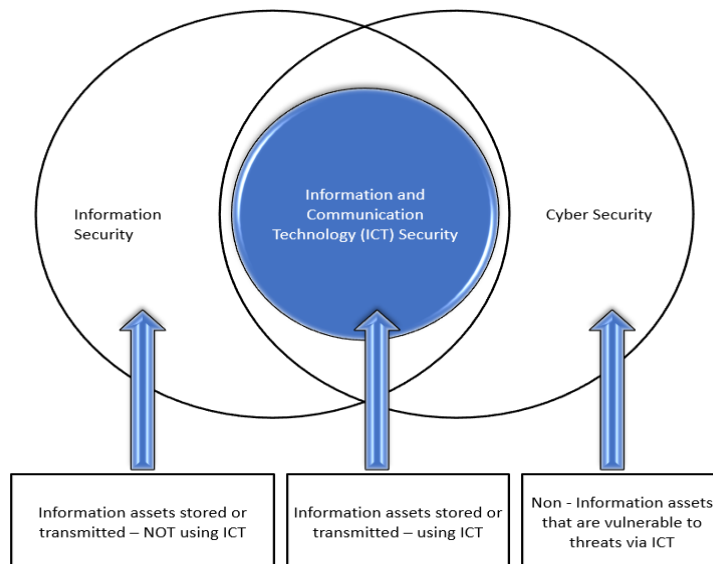 Information
Security
Information and
Communication
Technology (ICT) Security
Cyber Security
Information assets stored or
transmitted – NOT using ICT
Information assets stored or
transmitted – using ICT
Non - Information assets
that are vulnerable to
threats via ICT